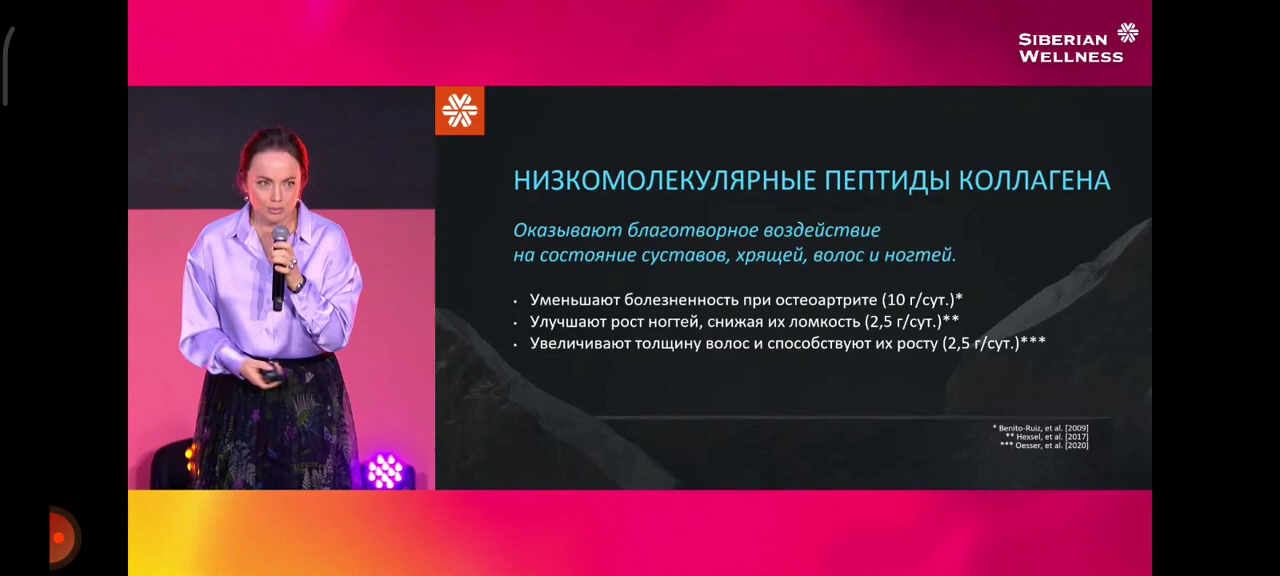 SIBERIAN
WELLNESS
НИЗКОМОЛЕКУЛЯРНЫЕ ПЕПТИДЫ КОЛЛАГЕНА
Оказывают благотворное воздействие
на состояние суставов, хрящей, волос и ногтей.
• Уменьшают болезненность при остеоартрите (10 г/сут.)*
• Улучшают рост ногтей, снижая их ломкость (2,5 г/сут.)**
• Увеличивают толщину волос и способствуют их росту (2,5 г/сут.)***
* Benito-Ruiz, et al. [2009]
** Hexsel, et al. [2017]
*** Oesser, et al. [2020]